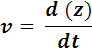 v = d (z) / dt